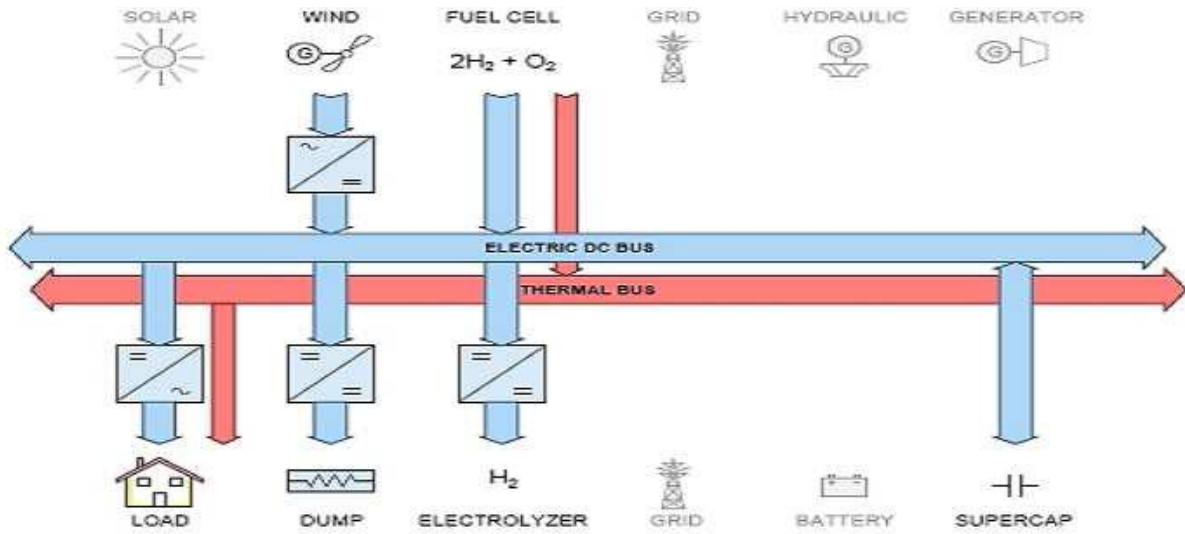 SOLAR WIND FUEL CELL GRID HYDRAULIC GENERATOR
G G G
2H₂ + O₂
ELECTRIC DC BUS
THERMAL BUS
H₂
LOAD DUMP ELECTROLYZER GRID BATTERY SUPERCAP